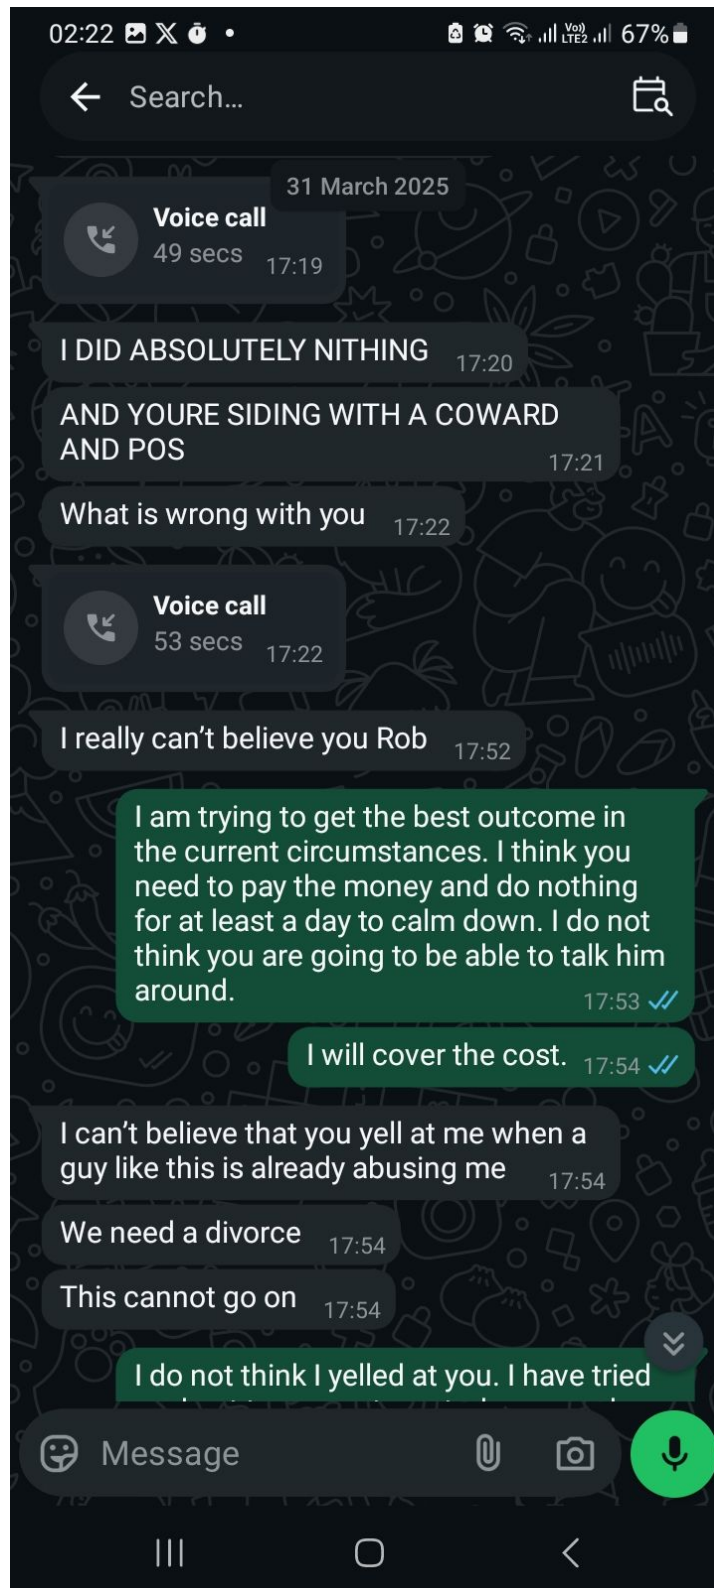 02:22
Vo))
LTE2
67%
Search...
31 March 2025
Voice call
49 secs 17:19
I DID ABSOLUTELY NITHING 17:20
AND YOURE SIDING WITH A COWARD
AND POS 17:21
What is wrong with you 17:22
Voice call
53 secs 17:22
I really can't believe you Rob 17:52
I am trying to get the best outcome in
the current circumstances. I think you
need to pay the money and do nothing
for at least a day to calm down. I do not
think you are going to be able to talk him
around. 17:53
I will cover the cost. 17:54
I can't believe that you yell at me when a
guy like this is already abusing me 17:54
We need a divorce 17:54
This cannot go on 17:54
I do not think I yelled at you. I have tried
Message